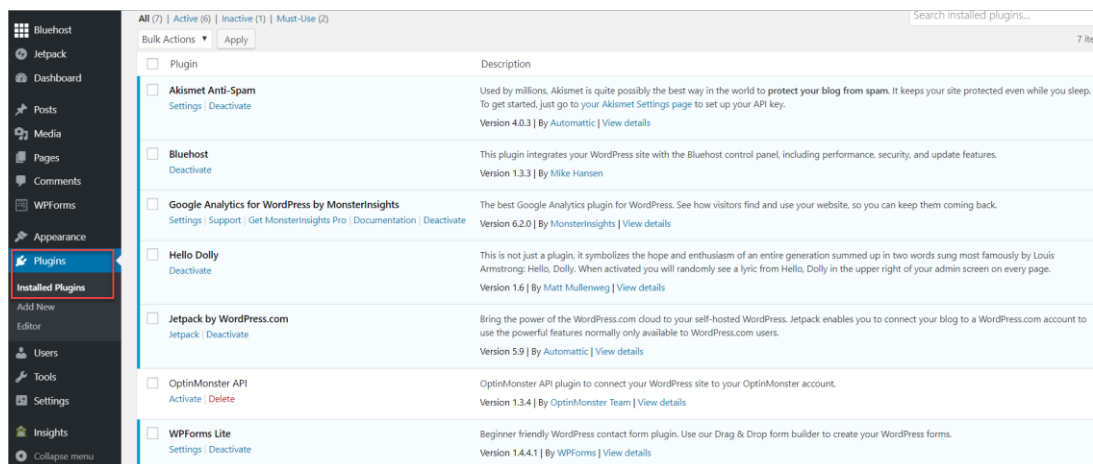 Bluehost
Jetpack
Dashboard
Posts
Media
Pages
Comments
WPForms
Appearance
Plugins
Installed Plugins
Add New
Editor
Users
Tools
Settings
Insights
Collapse menu
All (7) | Active (6) | Inactive (1) | Must-Use (2)
Search installed plugins...
Bulk Actions Apply
7 ite
Plugin Description
Akismet Anti-Spam
Settings | Deactivate
Used by millions, Akismet is quite possibly the best way in the world to protect your blog from spam. It keeps your site protected even while you sleep.
To get started, just go to your Akismet Settings page to set up your API key.
Version 4.0.3 | By Automattic | View details
Bluehost
Deactivate
This plugin integrates your WordPress site with the Bluehost control panel, including performance, security, and update features.
Version 1.3.3 | By Mike Hansen
Google Analytics for WordPress by MonsterInsights
Settings | Support | Get MonsterInsights Pro | Documentation | Deactivate
The best Google Analytics plugin for WordPress. See how visitors find and use your website, so you can keep them coming back.
Version 6.2.0 | By MonsterInsights | View details
Hello Dolly
Deactivate
This is not just a plugin, it symbolizes the hope and enthusiasm of an entire generation summed up in two words sung most famously by Louis
Armstrong: Hello, Dolly. When activated you will randomly see a lyric from Hello, Dolly in the upper right of your admin screen on every page.
Version 1.6 | By Matt Mullenweg | View details
Jetpack by WordPress.com
Jetpack | Deactivate
Bring the power of the WordPress.com cloud to your self-hosted WordPress. Jetpack enables you to connect your blog to a WordPress.com account to
use the powerful features normally only available to WordPress.com users.
Version 5.9 | By Automattic | View details
OptinMonster API
Activate | Delete
OptinMonster API plugin to connect your WordPress site to your OptinMonster account.
Version 1.3.4 | By OptinMonster Team | View details
WPForms Lite
Settings | Deactivate
Beginner friendly WordPress contact form plugin. Use our Drag & Drop form builder to create your WordPress forms.
Version 1.4.4.1 | By WPForms | View details